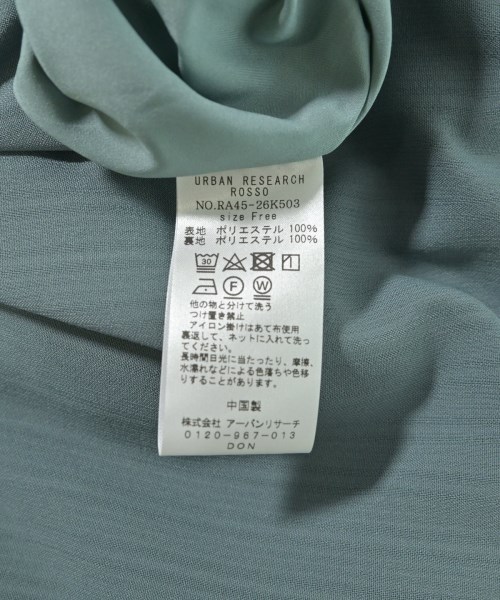 URBAN RESEARCH
ROSSO
NO.RA45-26K503
size Free
表地 ポリエステル 100%
裏地 ポリエステル 100%
30
F W
他の物と分けて洗う
つけ置き禁止
アイロン掛けはあて布使用
裏返して、ネットに入れて洗っ
てください。
長時間日光に当たったり、摩擦、
水濡れなどによる色落ちや色移
りすることがあります。
中国製
株式会社 アーバンリサーチ
0120-967-013
DON